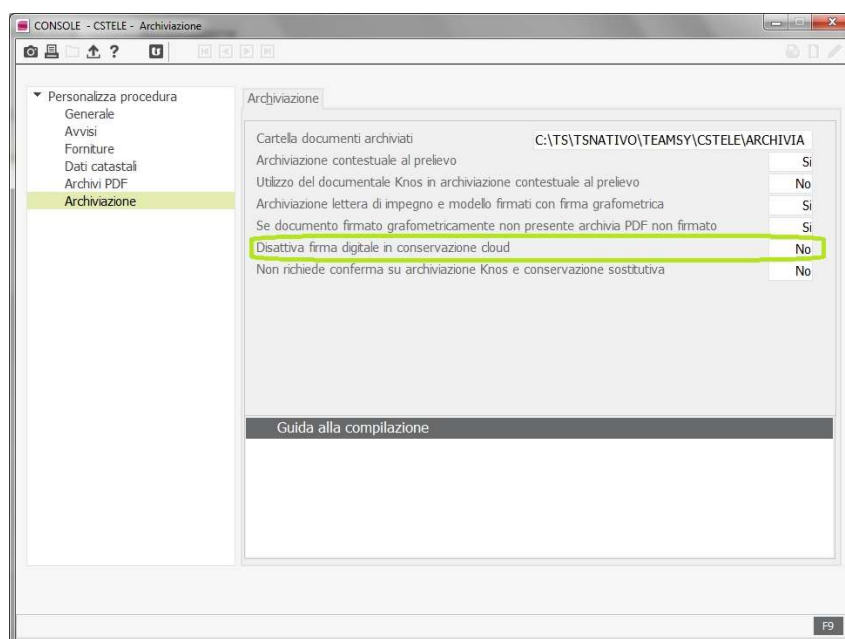 CONSOLE - CSTELE - Archiviazione
Personalizza procedura
Generale
Avvisi
Forniture
Dati catastali
Archivi PDF
Archiviazione
Archiviazione
Cartella documenti archiviati C:\TS\TSNATIVO\TEAMSY\CSTELE\ARCHIVIA
Archiviazione contestuale al prelievo Si
Utilizzo del documentale Knos in archiviazione contestuale al prelievo No
Archiviazione lettera di impegno e modello firmati con firma grafometrica Si
Se documento firmato grafometricamente non presente archivia PDF non firmato Si
Disattiva firma digitale in conservazione cloud No
Non richiede conferma su archiviazione Knos e conservazione sostitutiva No
Guida alla compilazione
F9